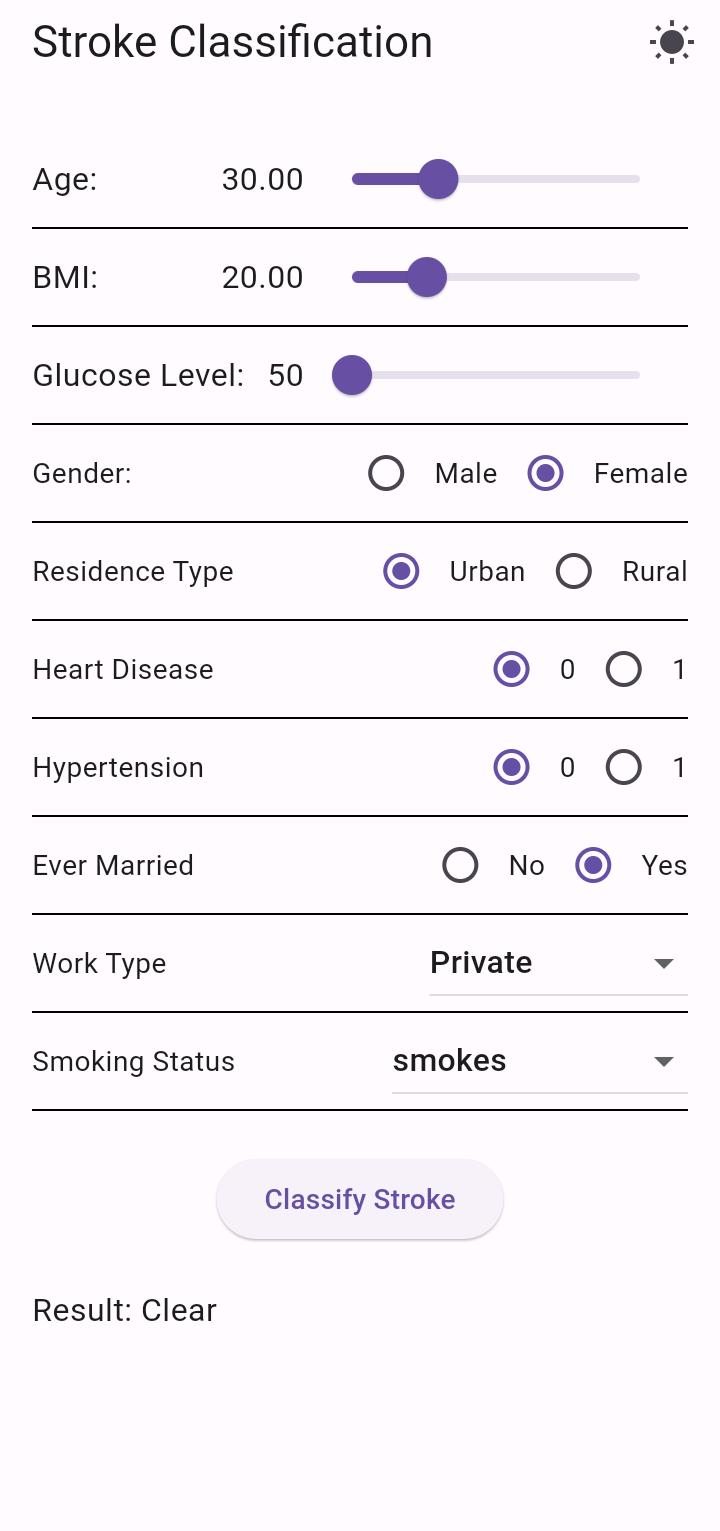 Stroke Classification
Age: 30.00
BMI: 20.00
Glucose Level: 50
Gender: Male Female
Residence Type Urban Rural
Heart Disease 0 1
Hypertension 0 1
Ever Married No Yes
Work Type Private
Smoking Status smokes
Classify Stroke
Result: Clear